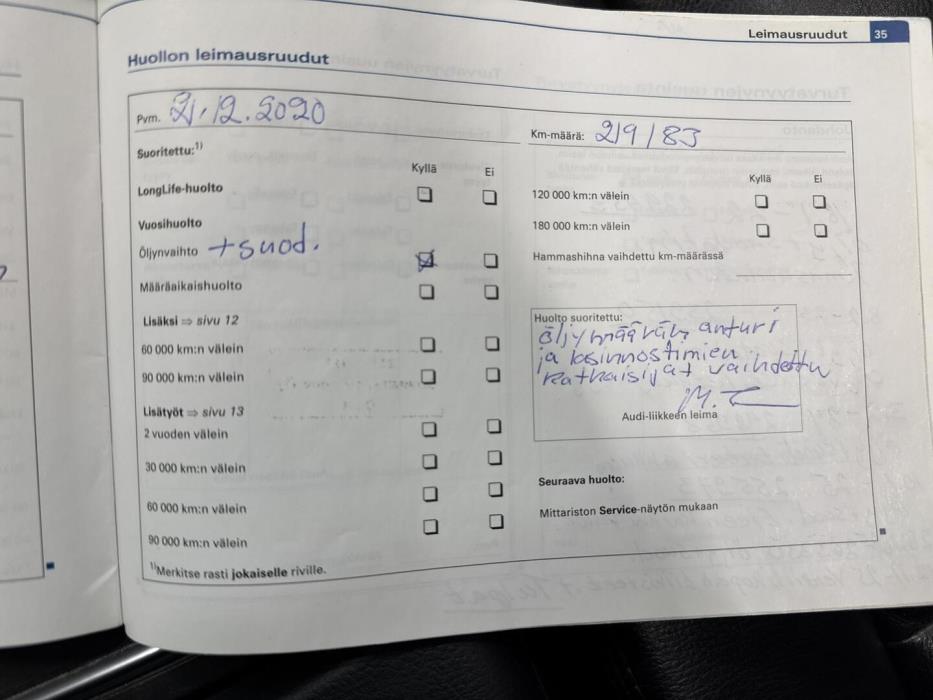 Leimausruudut 35
Huollon leimausruudut
Pvm. 21.12.2020
Km-määrä: 219183
Suoritettu:1)
Kyllä Ei
LongLife-huolto
Vuosihuolto
Öljynvaihto + suod.
Määräaikaishuolto
Lisäksi ⇒ sivu 12
60 000 km:n välein
90 000 km:n välein
Lisätyöt ⇒ sivu 13
2 vuoden välein
30 000 km:n välein
60 000 km:n välein
90 000 km:n välein
1)Merkitse rasti jokaiselle riville.
Kyllä Ei
120 000 km:n välein
180 000 km:n välein
Hammashihna vaihdettu km-määrässä
Huolto suoritettu:
öljymäärän anturi
ja lasinnostimien
katkaisijat vaihdettu
Audi-liikkeen leima
Seuraava huolto:
Mittariston Service-näytön mukaan